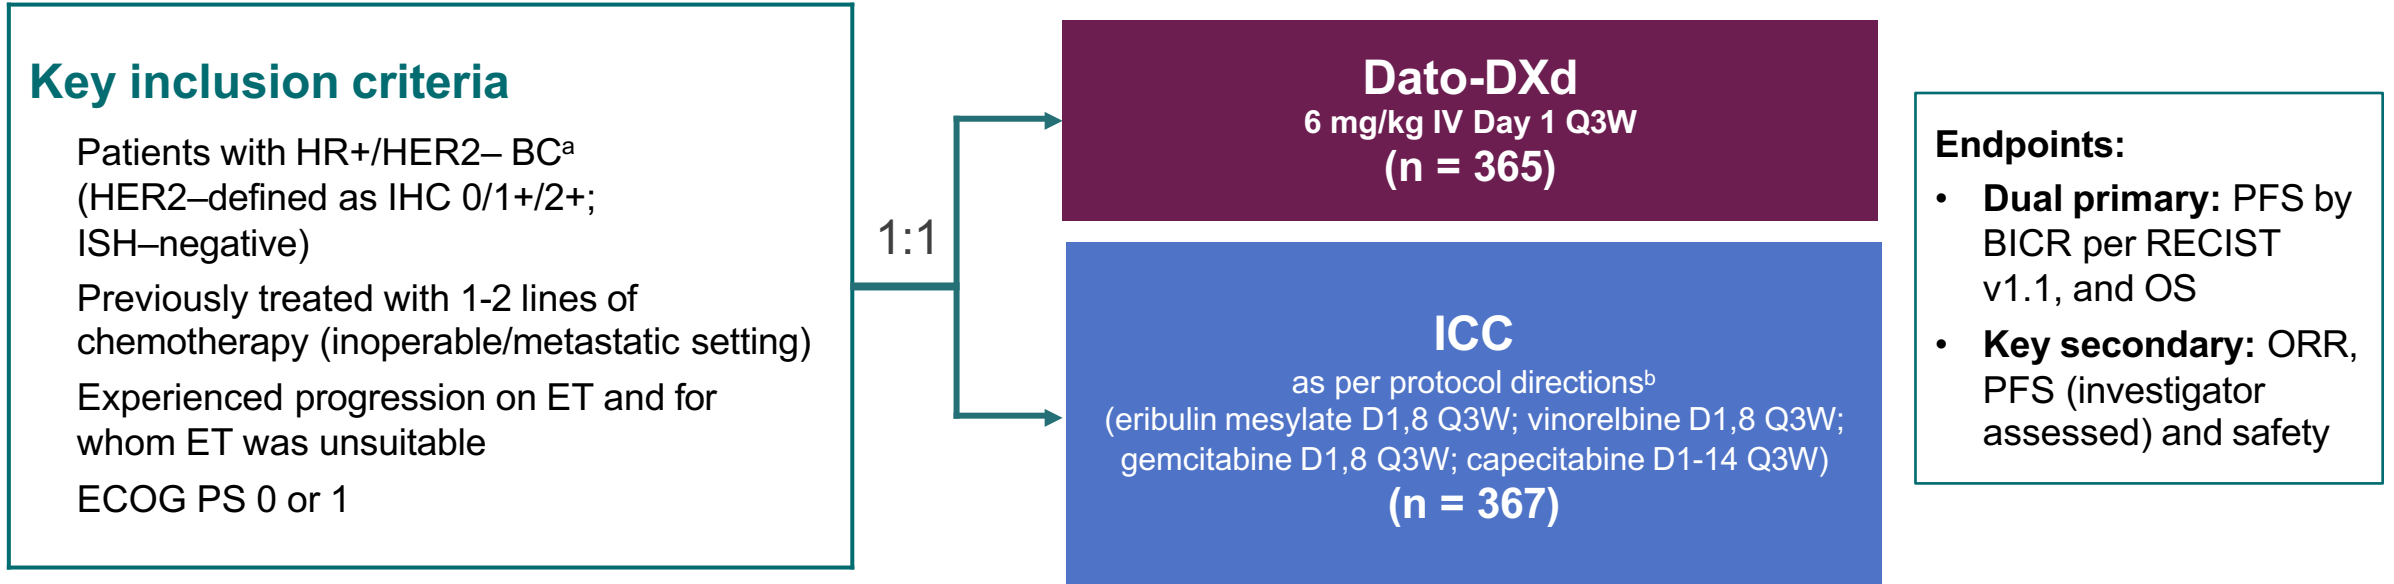 Key inclusion criteria
Patients with HR+/HER2– BCᵃ
(HER2–defined as IHC 0/1+/2+;
ISH–negative)
Previously treated with 1-2 lines of
chemotherapy (inoperable/metastatic setting)
Experienced progression on ET and for
whom ET was unsuitable
ECOG PS 0 or 1
1:1
Dato-DXd
6 mg/kg IV Day 1 Q3W
(n = 365)
ICC
as per protocol directionsᵇ
(eribulin mesylate D1,8 Q3W; vinorelbine D1,8 Q3W;
gemcitabine D1,8 Q3W; capecitabine D1-14 Q3W)
(n = 367)
Endpoints:
• Dual primary: PFS by
BICR per RECIST
v1.1, and OS
• Key secondary: ORR,
PFS (investigator
assessed) and safety